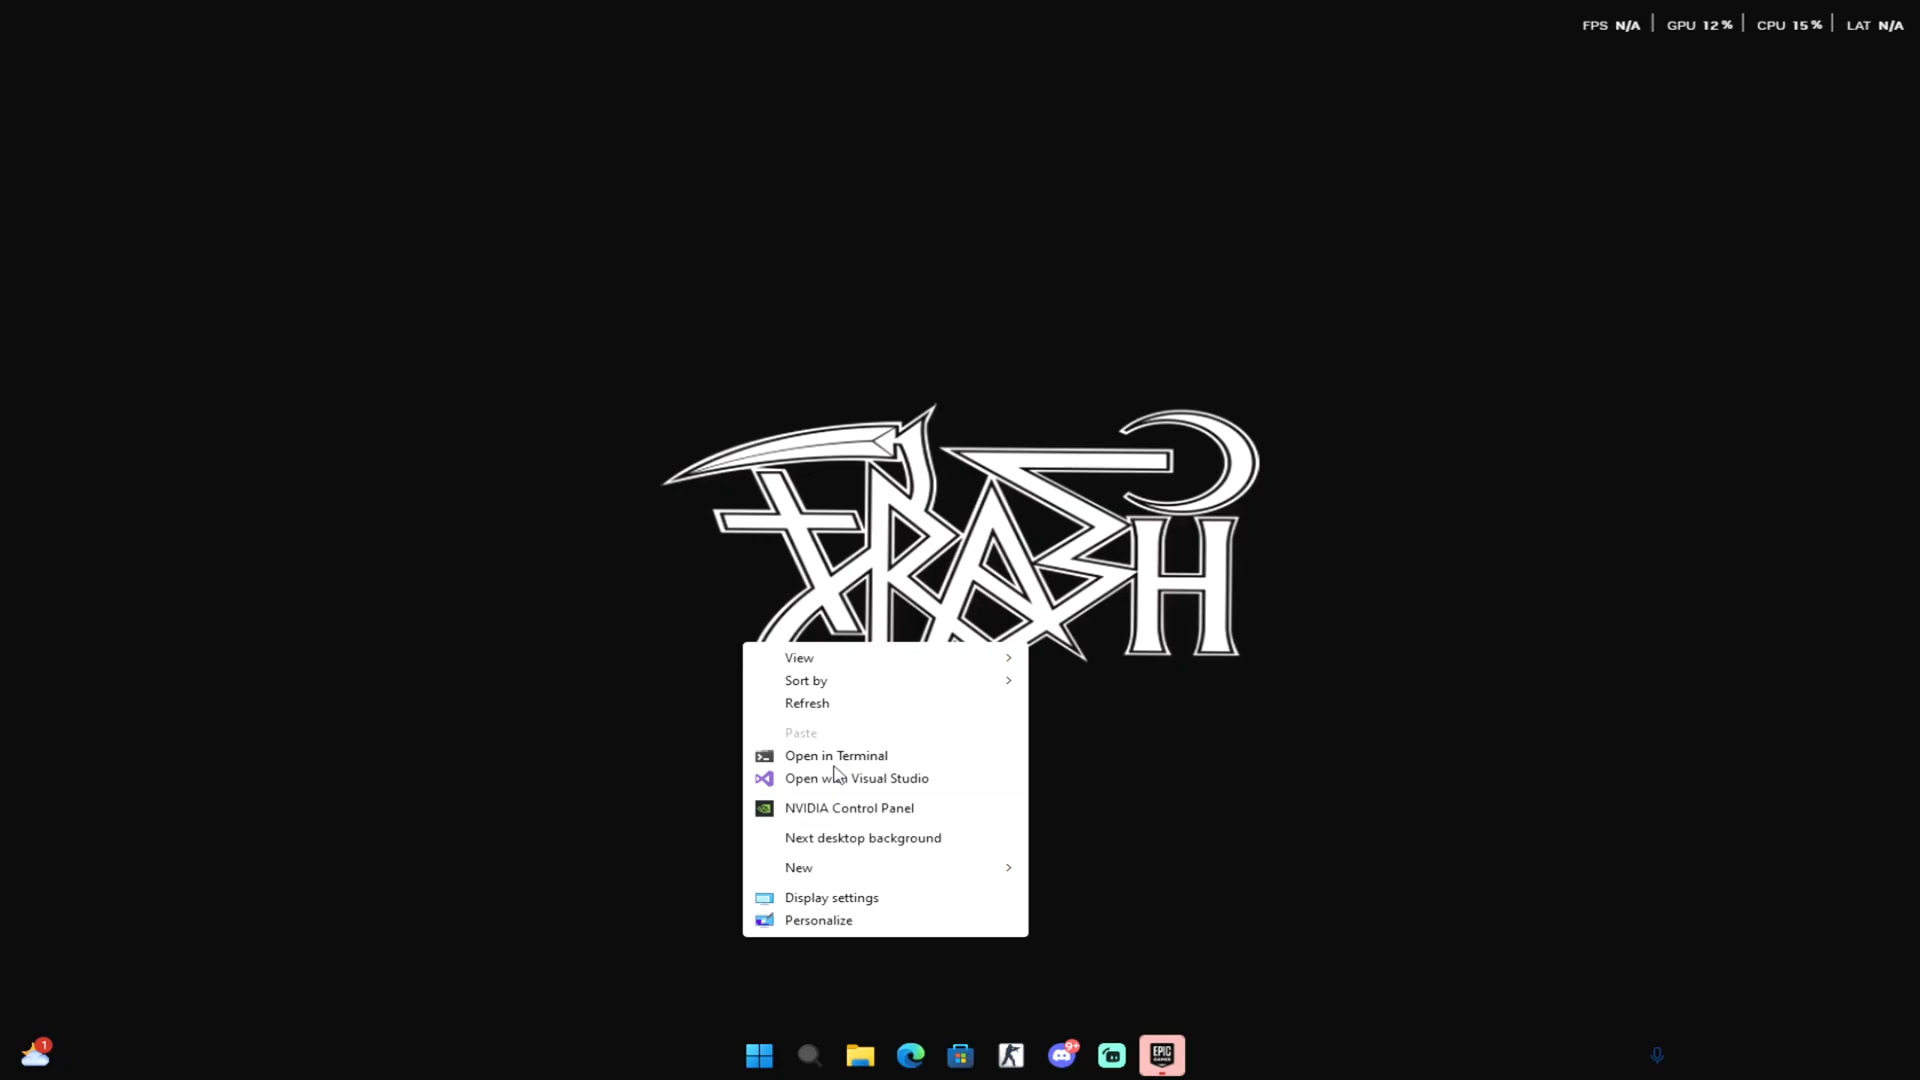 FPS N/A | GPU 12% | CPU 15% | LAT N/A
TRASH
View
Sort by
Refresh
Paste
Open in Terminal
Open with Visual Studio
NVIDIA Control Panel
Next desktop background
New
Display settings
Personalize
1
9+
EPIC
GAMES